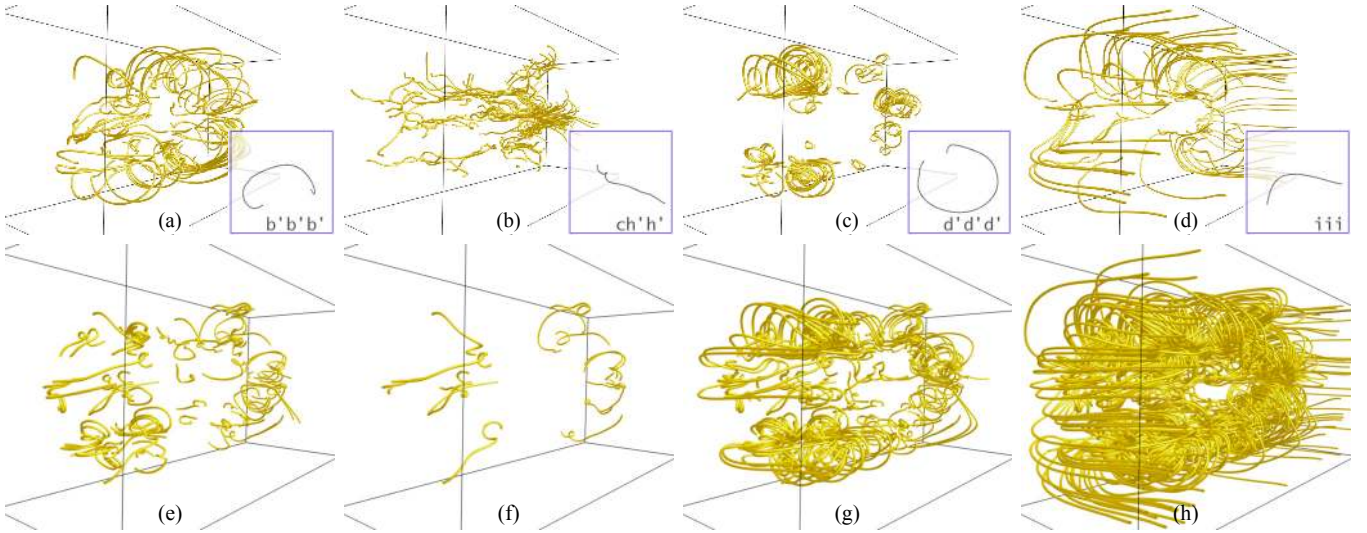 (a)
b'b'b'
(b)
ch'h'
(c)
d'd'd'
(d)
iii
(e)
(f)
(g)
(h)